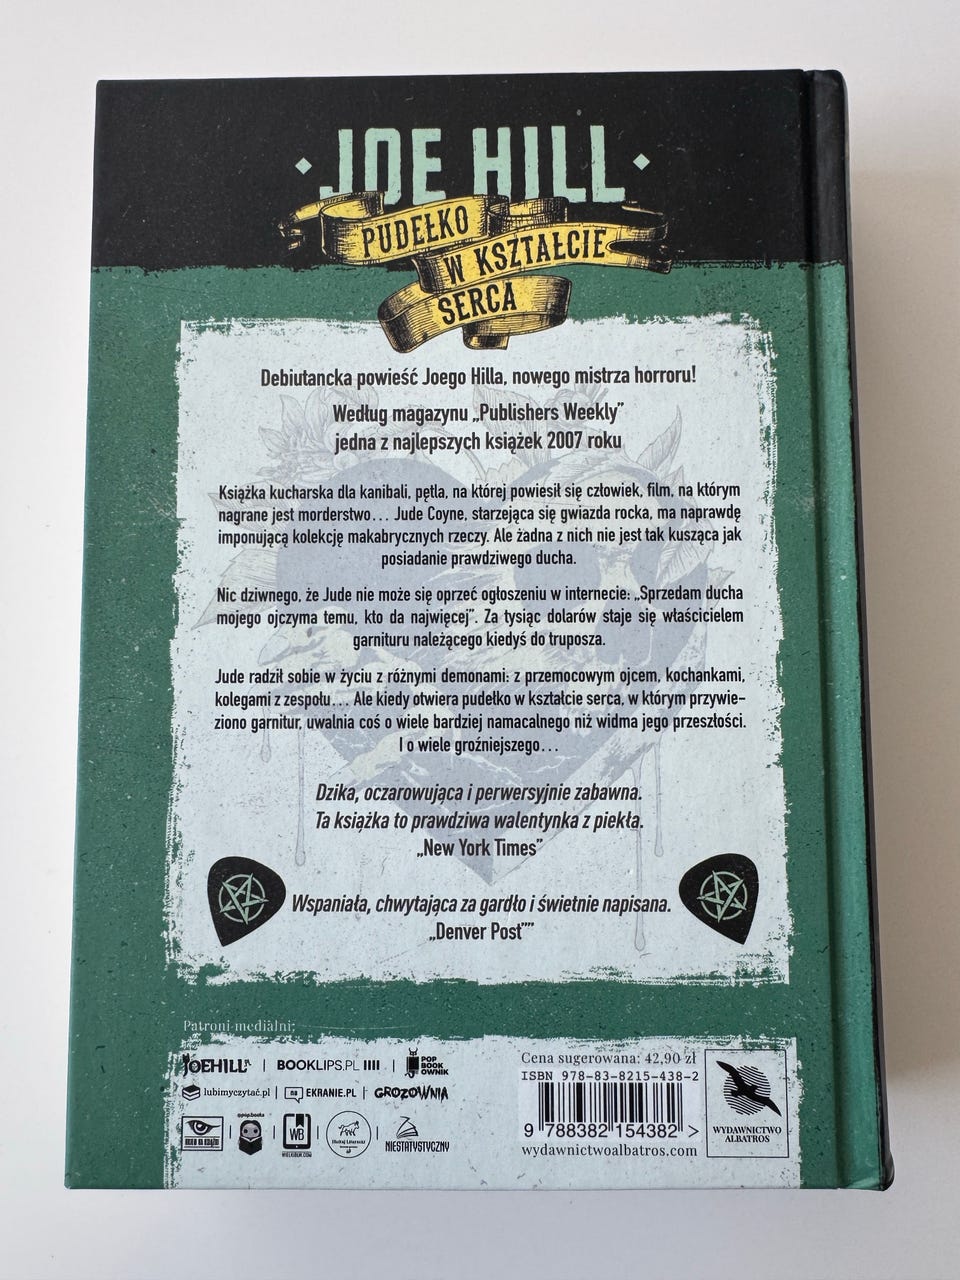 JOE HILL
PUDEŁKO
W KSZTAŁCIE
SERCA
Debiutancka powieść Joego Hilla, nowego mistrza horroru!
Według magazynu „Publishers Weekly”
jedna z najlepszych książek 2007 roku
Książka kucharska dla kanibali, pętla, na której powiesił się człowiek, film, na którym
nagrane jest morderstwo... Jude Coyne, starzejąca się gwiazda rocka, ma naprawdę
imponującą kolekcję makabrycznych rzeczy. Ale żadna z nich nie jest tak kusząca jak
posiadanie prawdziwego ducha.
Nic dziwnego, że Jude nie może się oprzeć ogłoszeniu w internecie: „Sprzedam ducha
mojego ojczyma temu, kto da najwięcej”. Za tysiąc dolarów staje się właścicielem
garnituru należącego kiedyś do truposza.
Jude radził sobie w życiu z różnymi demonami: z przemocowym ojcem, kochankami,
kolegami z zespołu... Ale kiedy otwiera pudełko w kształcie serca, w którym przywie-
ziono garnitur, uwalnia coś o wiele bardziej namacalnego niż widma jego przeszłości.
I o wiele groźniejszego...
Dzika, oczarowująca i perwersyjnie zabawna.
Ta książka to prawdziwa walentynka z piekła.
„New York Times”
Wspaniała, chwytająca za gardło i świetnie napisana.
„Denver Post””
Patroni medialni:
JOEHILL | BOOKLIPS.PL | POP BOOK OWNIK
lubimyczytać.pl | na EKRANIE.PL | GROZOWNIA
WB
NIESTATYSTYCZNY
Cena sugerowana: 42,90 zł
ISBN 978-83-8215-438-2
9 788382 154382 >
wydawnictwoalbatros.com
WYDAWNICTWO
ALBATROS